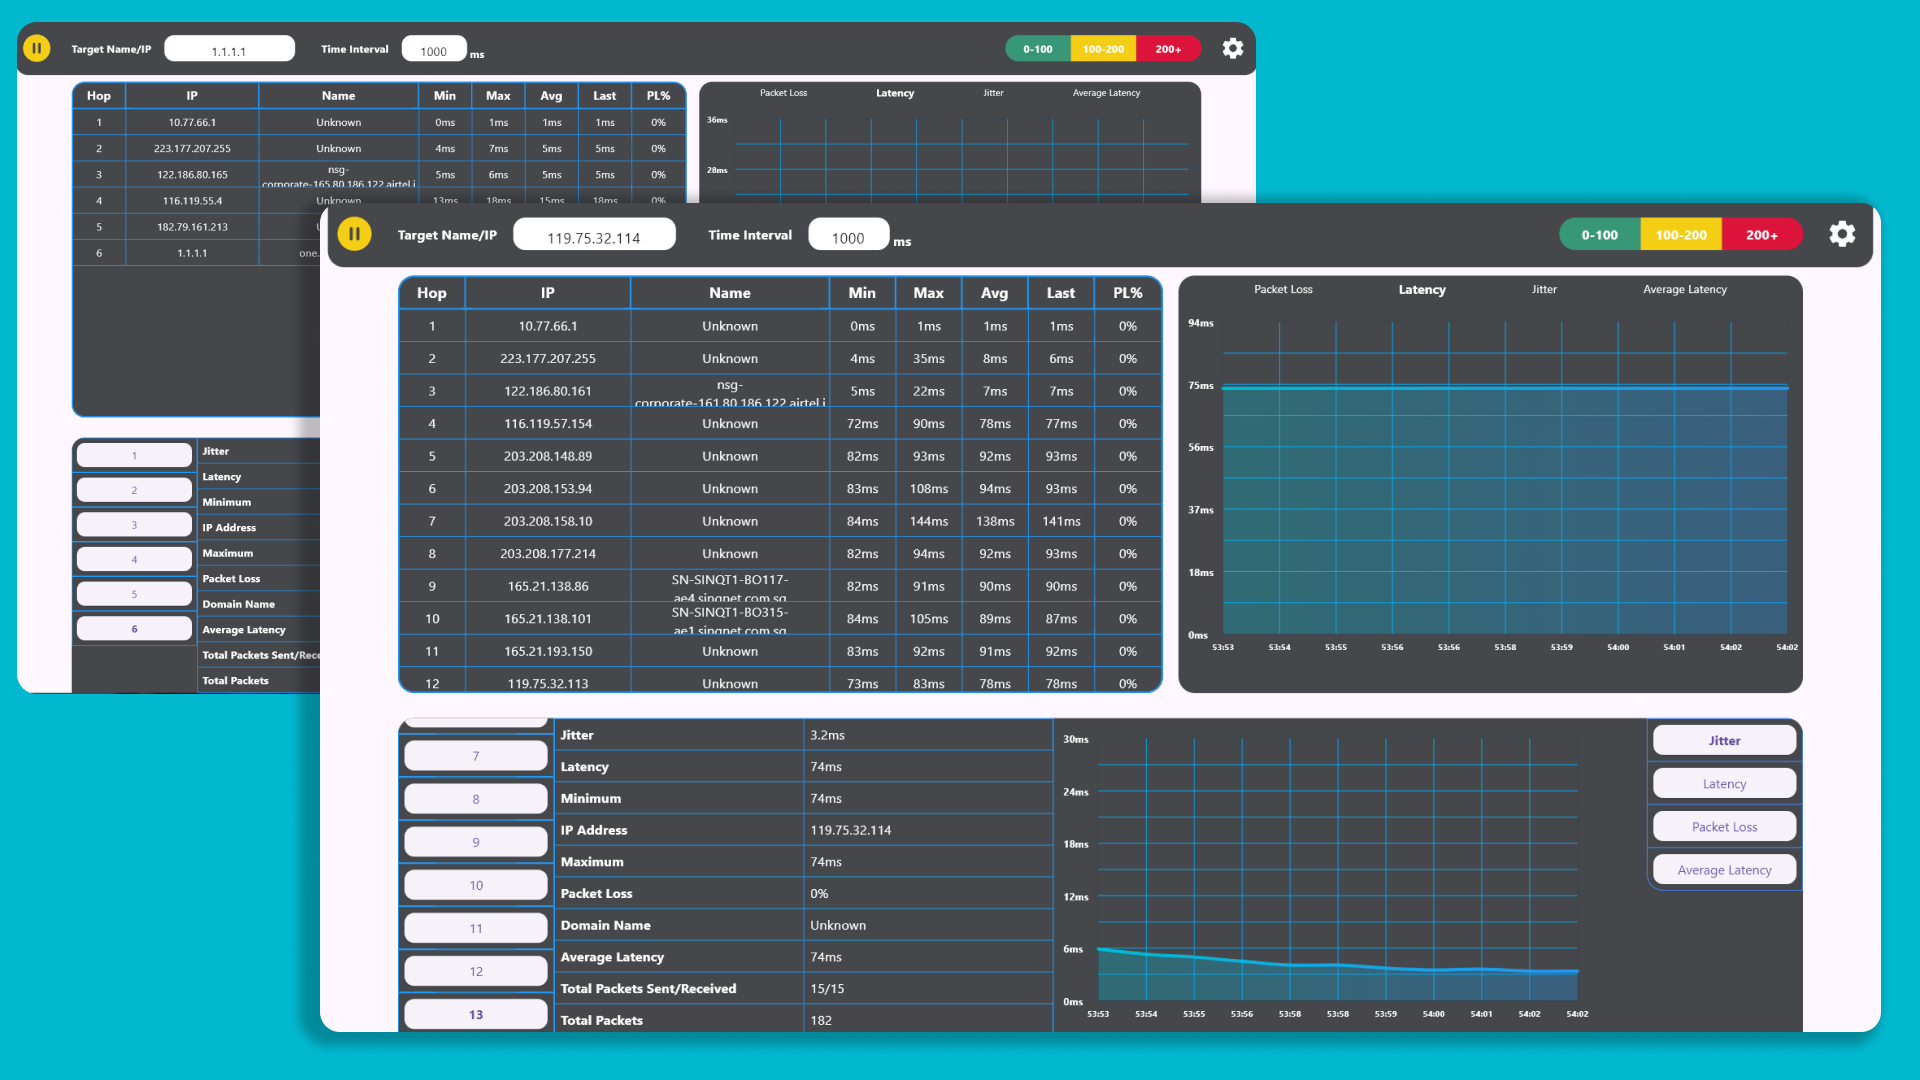 Target Name/IP 1.1.1.1 Time Interval 1000 ms 0-100 100-200 200+
Hop IP Name Min Max Avg Last PL%
1 10.77.66.1 Unknown 0ms 1ms 1ms 1ms 0%
2 223.177.207.255 Unknown 4ms 7ms 5ms 5ms 0%
3 122.186.80.165 nsg-
corporate-165.80.186.122.airtel.i 5ms 6ms 5ms 5ms 0%
4 116.119.55.4 Unknown 13ms 18ms 15ms 18ms 0%
5 182.79.161.213
6 1.1.1.1 one.
Packet Loss Latency Jitter Average Latency
36ms
28ms
1
2
3
4
5
6
Jitter
Latency
Minimum
IP Address
Maximum
Packet Loss
Domain Name
Average Latency
Total Packets Sent/Rece
Total Packets
Target Name/IP 119.75.32.114 Time Interval 1000 ms 0-100 100-200 200+
Hop IP Name Min Max Avg Last PL%
1 10.77.66.1 Unknown 0ms 1ms 1ms 1ms 0%
2 223.177.207.255 Unknown 4ms 35ms 8ms 6ms 0%
3 122.186.80.161 nsg-
corporate-161.80.186.122.airtel.i 5ms 22ms 7ms 7ms 0%
4 116.119.57.154 Unknown 72ms 90ms 78ms 77ms 0%
5 203.208.148.89 Unknown 82ms 93ms 92ms 93ms 0%
6 203.208.153.94 Unknown 83ms 108ms 94ms 93ms 0%
7 203.208.158.10 Unknown 84ms 144ms 138ms 141ms 0%
8 203.208.177.214 Unknown 82ms 94ms 92ms 93ms 0%
9 165.21.138.86 SN-SINQT1-BO117-
ae4.singnet.com.sg 82ms 91ms 90ms 90ms 0%
10 165.21.138.101 SN-SINQT1-BO315-
ae1.singnet.com.sg 84ms 105ms 89ms 87ms 0%
11 165.21.193.150 Unknown 83ms 92ms 91ms 92ms 0%
12 119.75.32.113 Unknown 73ms 83ms 78ms 78ms 0%
Packet Loss Latency Jitter Average Latency
94ms
75ms
56ms
37ms
18ms
0ms
53:53 53:54 53:55 53:56 53:56 53:58 53:59 54:00 54:01 54:02 54:02
7
8
9
10
11
12
13
Jitter 3.2ms
Latency 74ms
Minimum 74ms
IP Address 119.75.32.114
Maximum 74ms
Packet Loss 0%
Domain Name Unknown
Average Latency 74ms
Total Packets Sent/Received 15/15
Total Packets 182
30ms
24ms
18ms
12ms
6ms
0ms
53:53 53:54 53:55 53:56 53:58 53:58 53:59 54:00 54:01 54:02 54:02
Jitter
Latency
Packet Loss
Average Latency